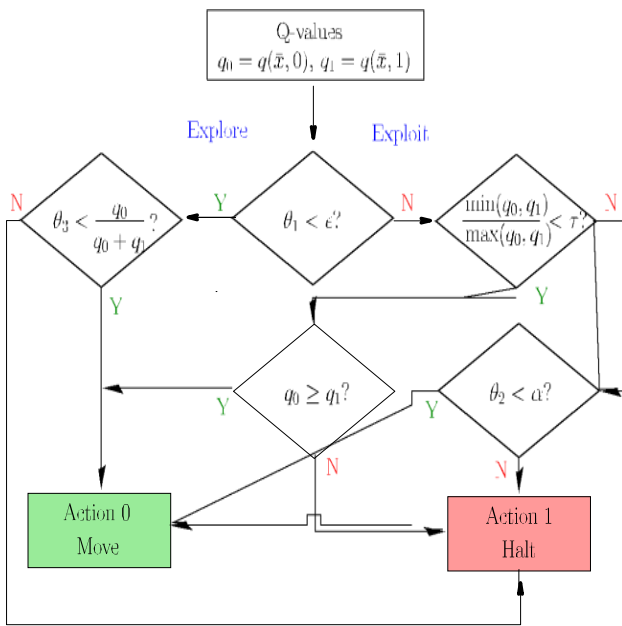 Q-values
q₀ = q(x̄, 0), q₁ = q(x̄, 1)
Explore
Exploit
N
θ₃ < q₀ / (q₀ + q₁) ?
Y
θ₁ < ϵ?
N
min(q₀, q₁) / max(q₀, q₁) < τ?
N
Y
Y
q₀ ≥ q₁?
θ₂ < α?
Y
Y
N
N
Action 0
Move
Action 1
Halt